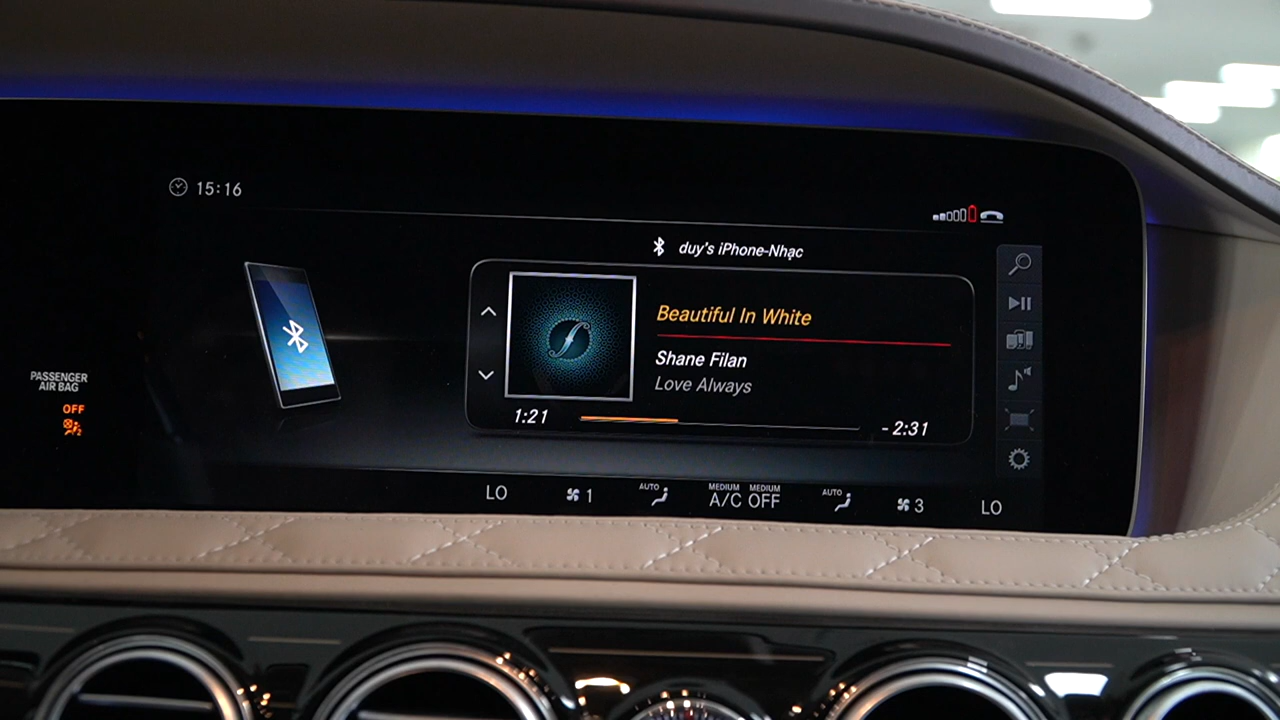 15:16
duy's iPhone-Nhạc
Beautiful In White
Shane Filan
Love Always
1:21
- 2:31
PASSENGER
AIR BAG
OFF
LO
1
AUTO
MEDIUM MEDIUM
A/C OFF
AUTO
3
LO